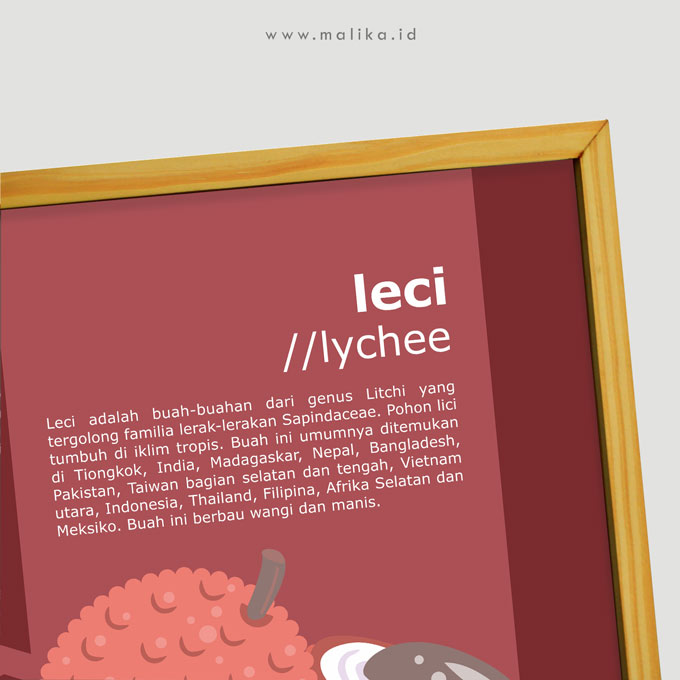 www.malika.id
leci
//lychee
Leci adalah buah-buahan dari genus Litchi yang
tergolong familia lerak-lerakan Sapindaceae. Pohon lici
tumbuh di iklim tropis. Buah ini umumnya ditemukan
di Tiongkok, India, Madagaskar, Nepal, Bangladesh,
Pakistan, Taiwan bagian selatan dan tengah, Vietnam
utara, Indonesia, Thailand, Filipina, Afrika Selatan dan
Meksiko. Buah ini berbau wangi dan manis.